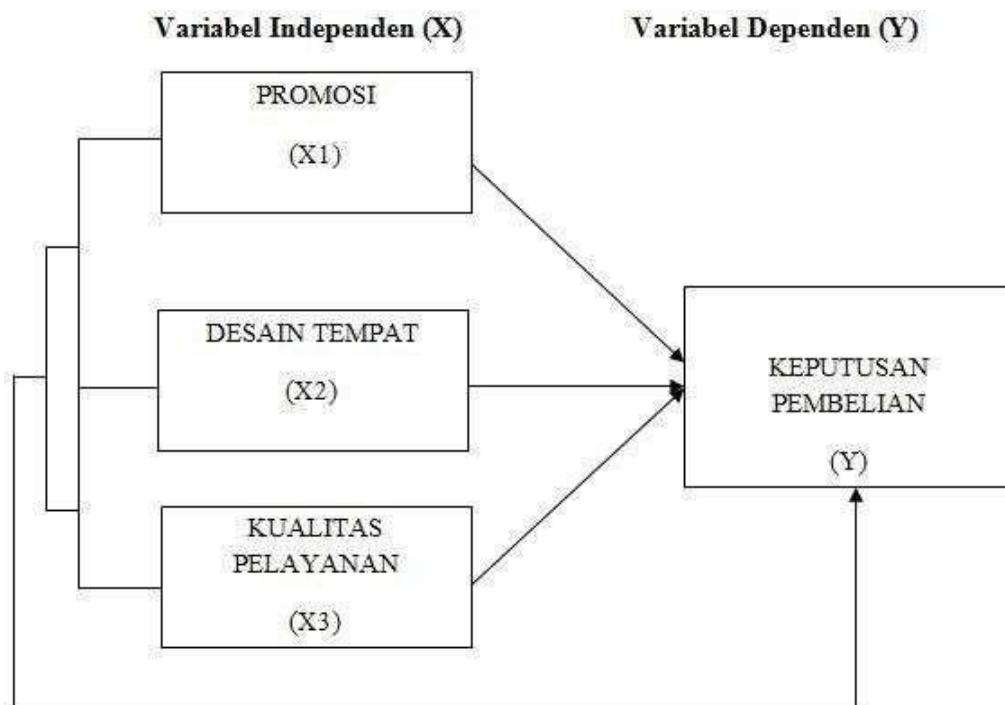 Variabel Independen (X)
Variabel Dependen (Y)
PROMOSI
(X1)
DESAIN TEMPAT
(X2)
KUALITAS
PELAYANAN
(X3)
KEPUTUSAN
PEMBELIAN
(Y)